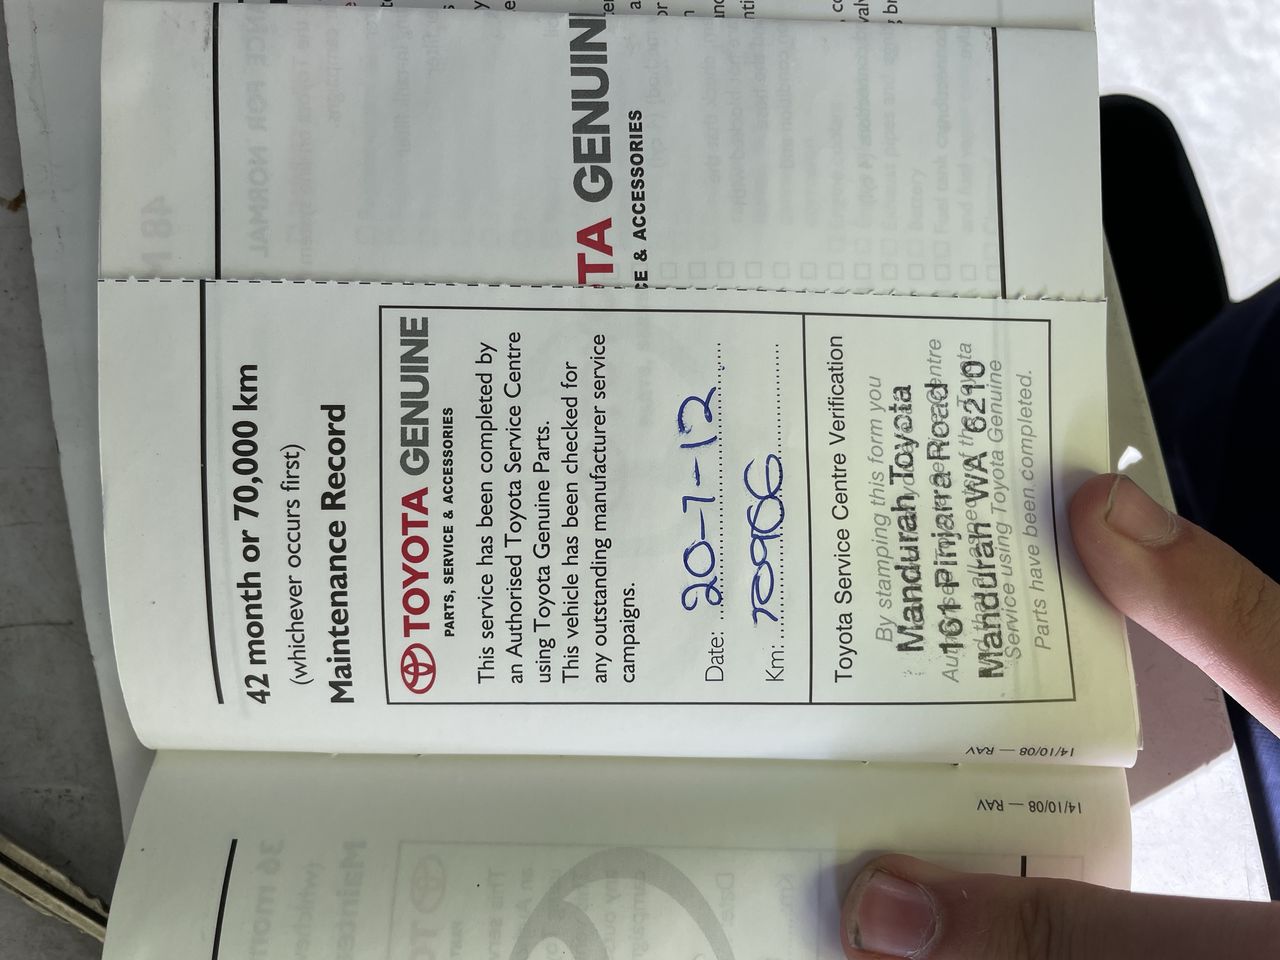 42 month or 70,000 km
(whichever occurs first)
Maintenance Record
TOYOTA GENUINE
PARTS, SERVICE & ACCESSORIES
This service has been completed by
an Authorised Toyota Service Centre
using Toyota Genuine Parts.
This vehicle has been checked for
any outstanding manufacturer service
campaigns.
Date: 20-7-12
Km: 70966
Toyota Service Centre Verification
By stamping this form you
Mandurah Toyota
161 Pinjarra Road
Mandurah WA 6210
Service using Toyota Genuine
Parts have been completed.
14/10/08 — RAV
14/10/08 — RAV
TA GENUIN
CE & ACCESSORIES